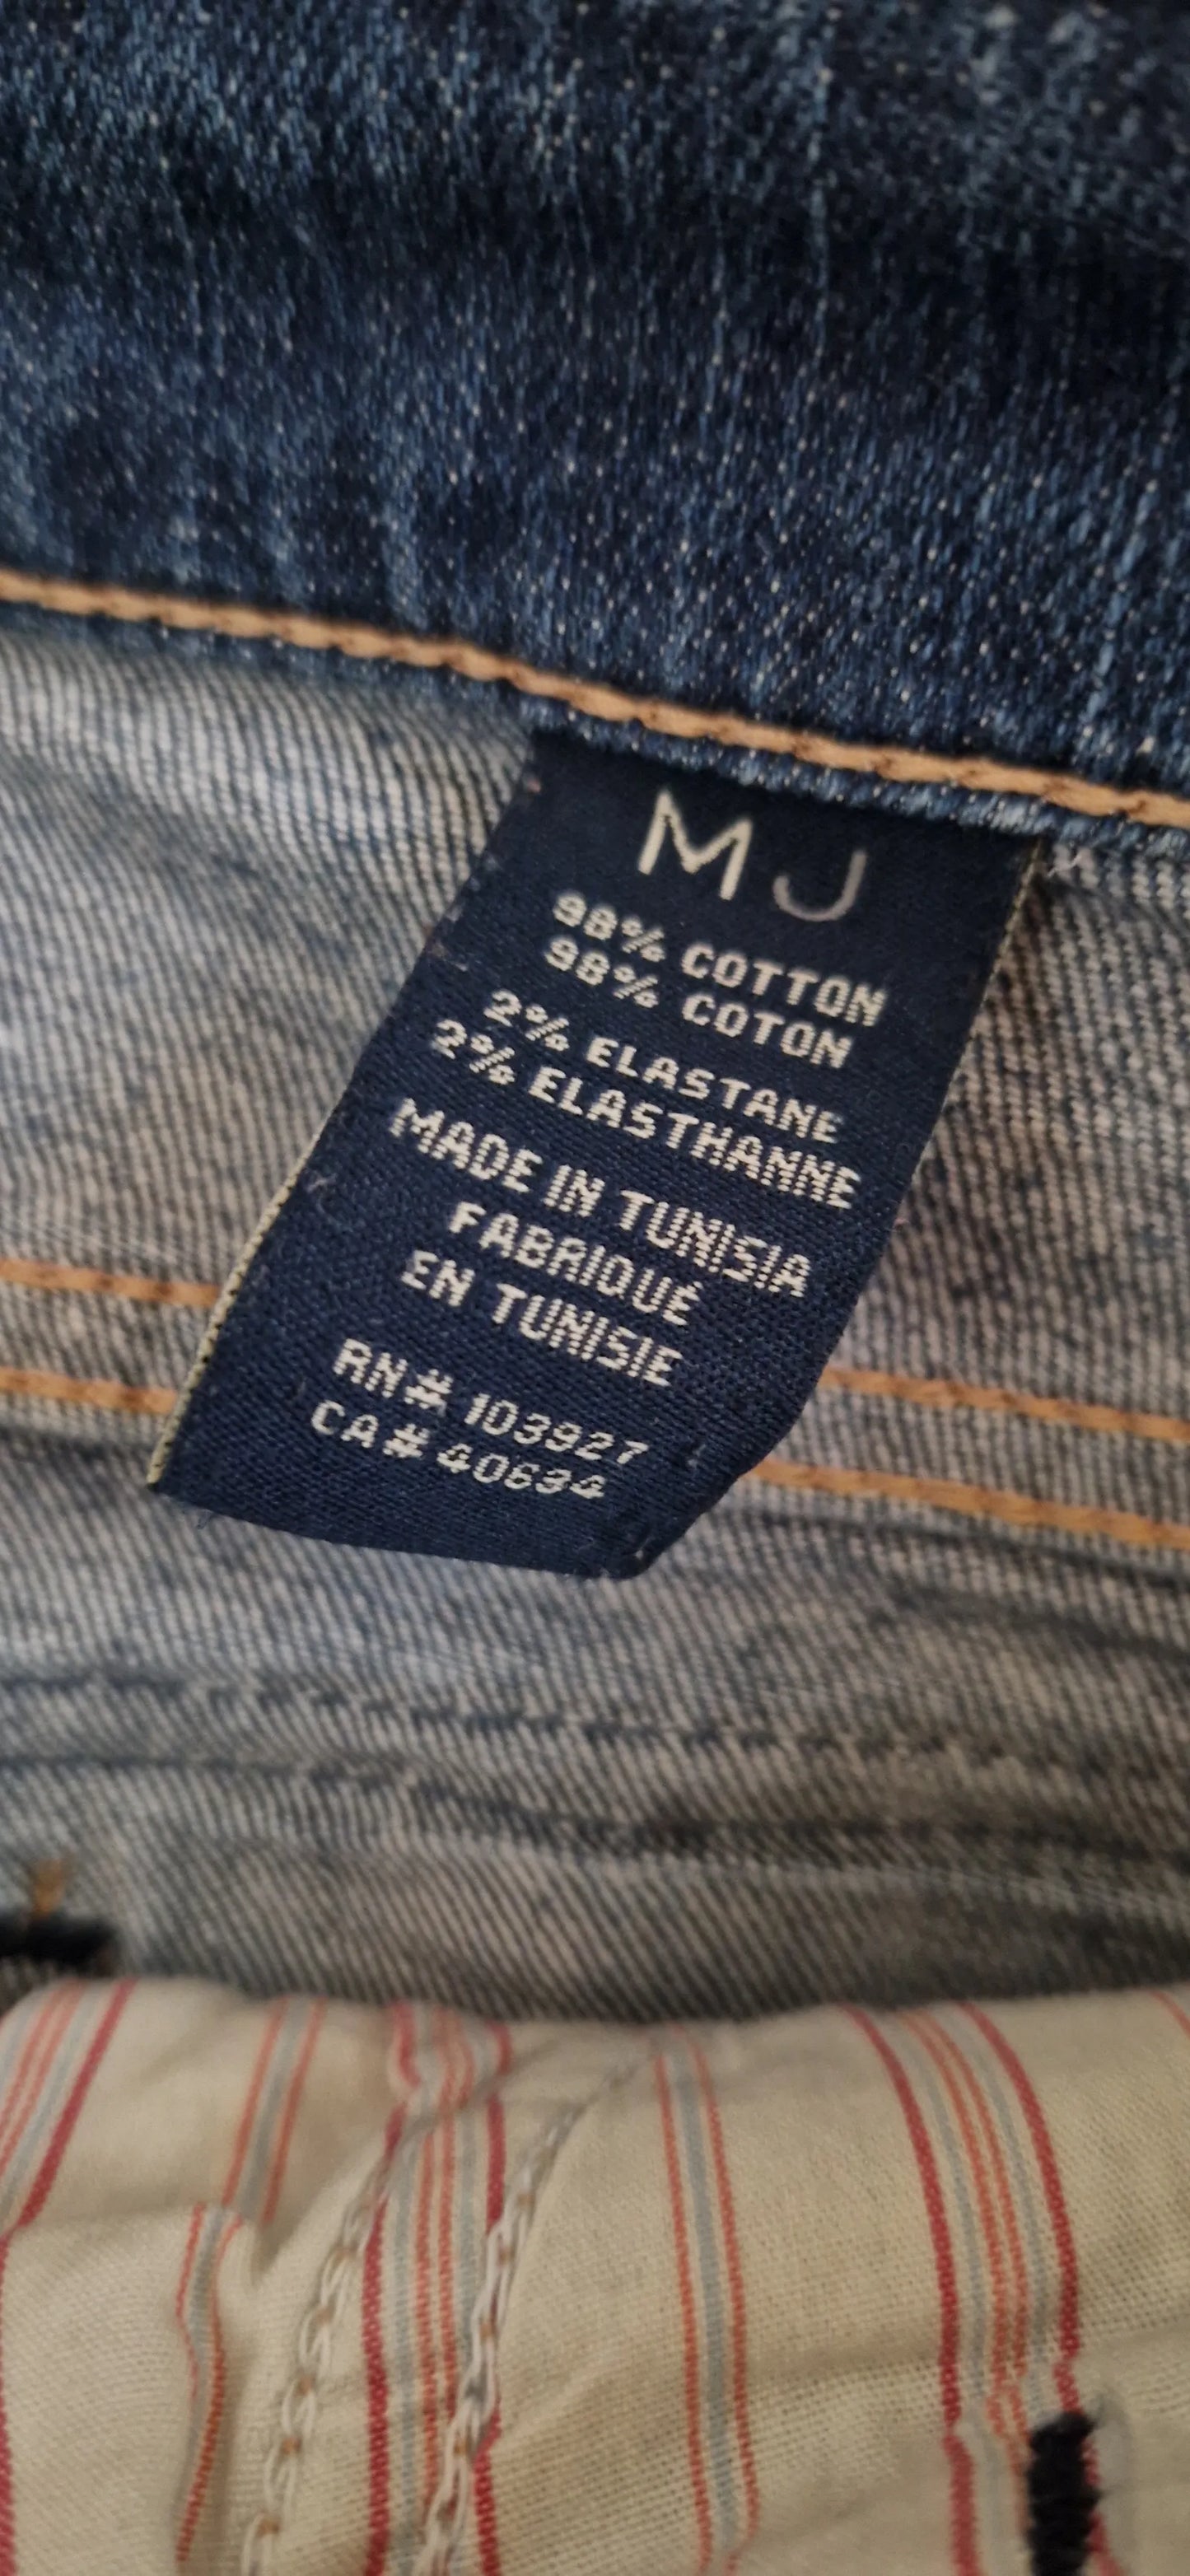 MJ
98% COTTON
98% COTON
2% ELASTANE
2% ELASTHANNE
MADE IN TUNISIA
FABRIQUÉ
EN TUNISIE
RN# 103927
CA# 40634